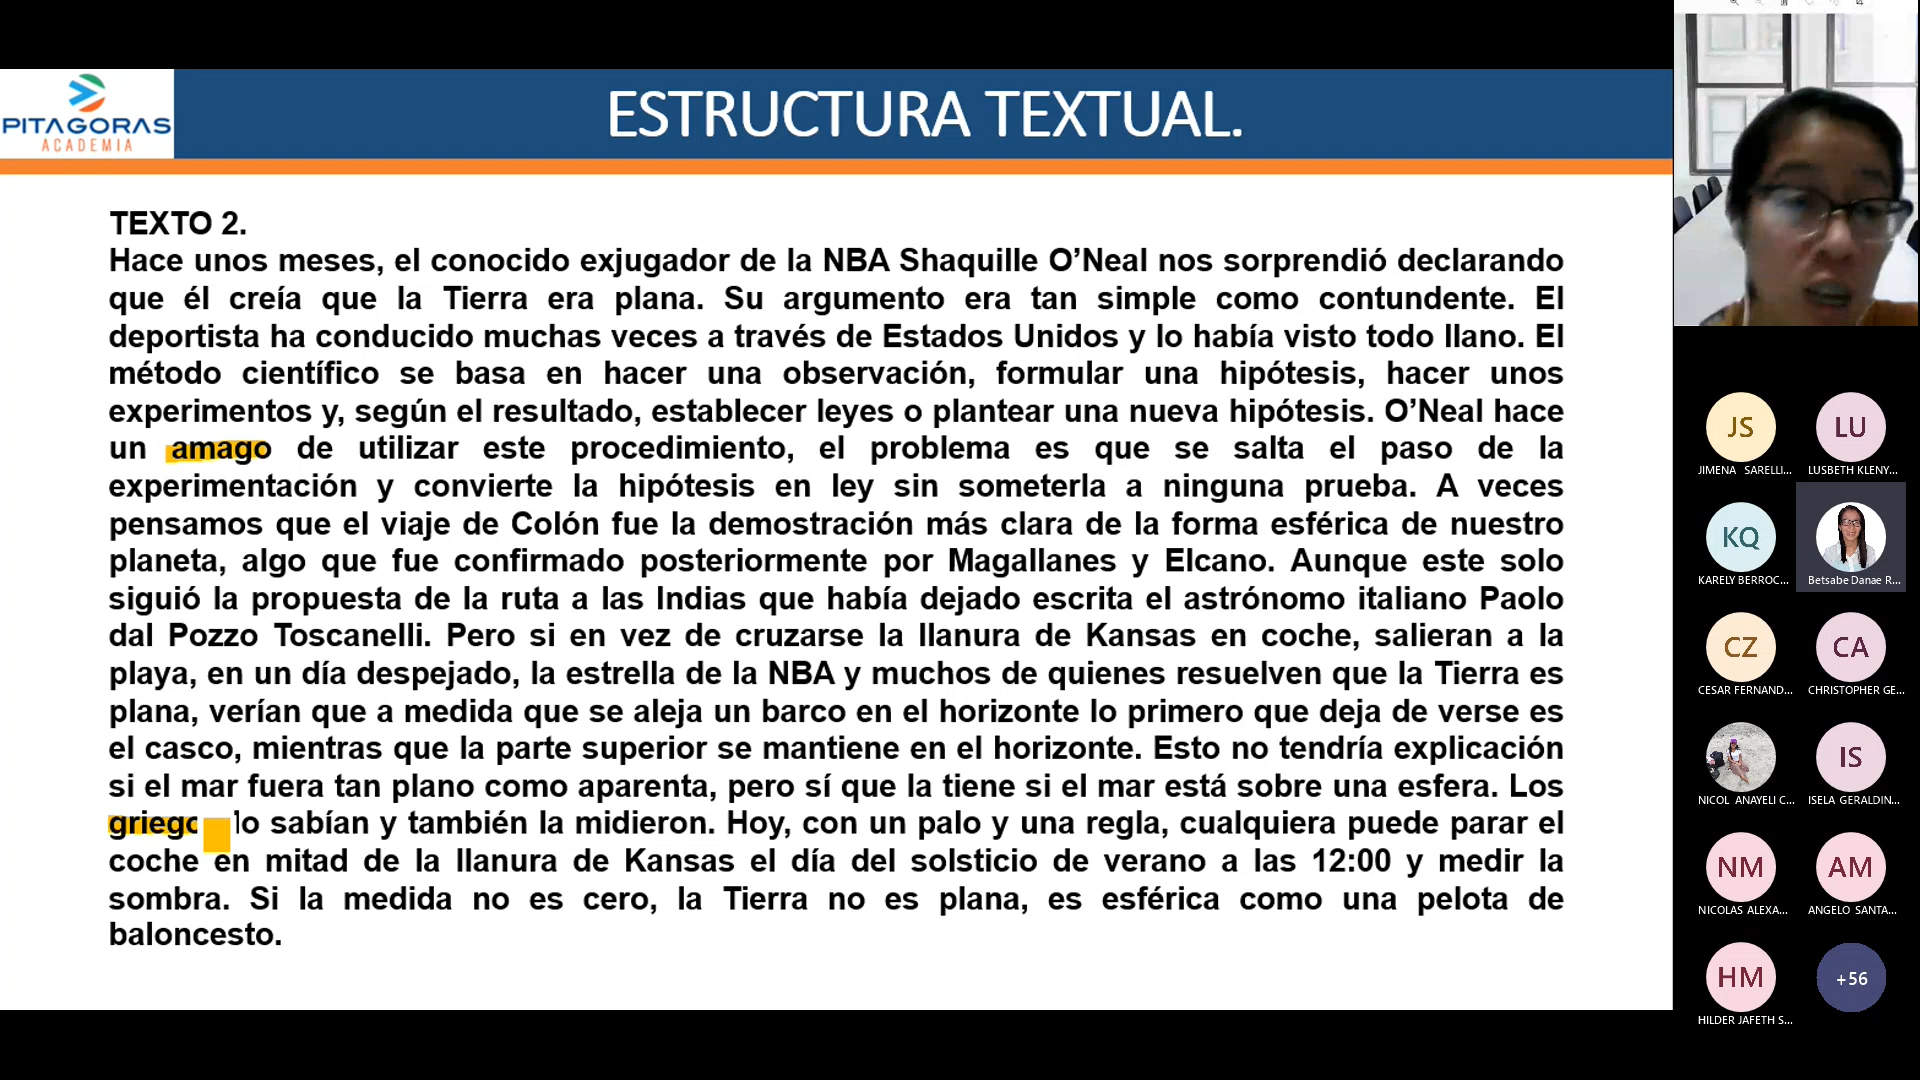 PITAGORAS
ACADEMIA
ESTRUCTURA TEXTUAL.
TEXTO 2.
Hace unos meses, el conocido exjugador de la NBA Shaquille O’Neal nos sorprendió declarando
que él creía que la Tierra era plana. Su argumento era tan simple como contundente. El
deportista ha conducido muchas veces a través de Estados Unidos y lo había visto todo llano. El
método científico se basa en hacer una observación, formular una hipótesis, hacer unos
experimentos y, según el resultado, establecer leyes o plantear una nueva hipótesis. O’Neal hace
un amago de utilizar este procedimiento, el problema es que se salta el paso de la
experimentación y convierte la hipótesis en ley sin someterla a ninguna prueba. A veces
pensamos que el viaje de Colón fue la demostración más clara de la forma esférica de nuestro
planeta, algo que fue confirmado posteriormente por Magallanes y Elcano. Aunque este solo
siguió la propuesta de la ruta a las Indias que había dejado escrita el astrónomo italiano Paolo
dal Pozzo Toscanelli. Pero si en vez de cruzarse la llanura de Kansas en coche, salieran a la
playa, en un día despejado, la estrella de la NBA y muchos de quienes resuelven que la Tierra es
plana, verían que a medida que se aleja un barco en el horizonte lo primero que deja de verse es
el casco, mientras que la parte superior se mantiene en el horizonte. Esto no tendría explicación
si el mar fuera tan plano como aparenta, pero sí que la tiene si el mar está sobre una esfera. Los
griego lo sabían y también la midieron. Hoy, con un palo y una regla, cualquiera puede parar el
coche en mitad de la llanura de Kansas el día del solsticio de verano a las 12:00 y medir la
sombra. Si la medida no es cero, la Tierra no es plana, es esférica como una pelota de
baloncesto.
JS
LU
JIMENA SARELLI...
LUSBETH KLENY...
KQ
KARELY BERROC...
Betsabe Danae R...
CZ
CA
CESAR FERNAND...
CHRISTOPHER GE...
IS
NICOL ANAYELI C...
ISELA GERALDIN...
NM
AM
NICOLAS ALEXA...
ANGELO SANTA...
HM
+56
HILDER JAFETH S...